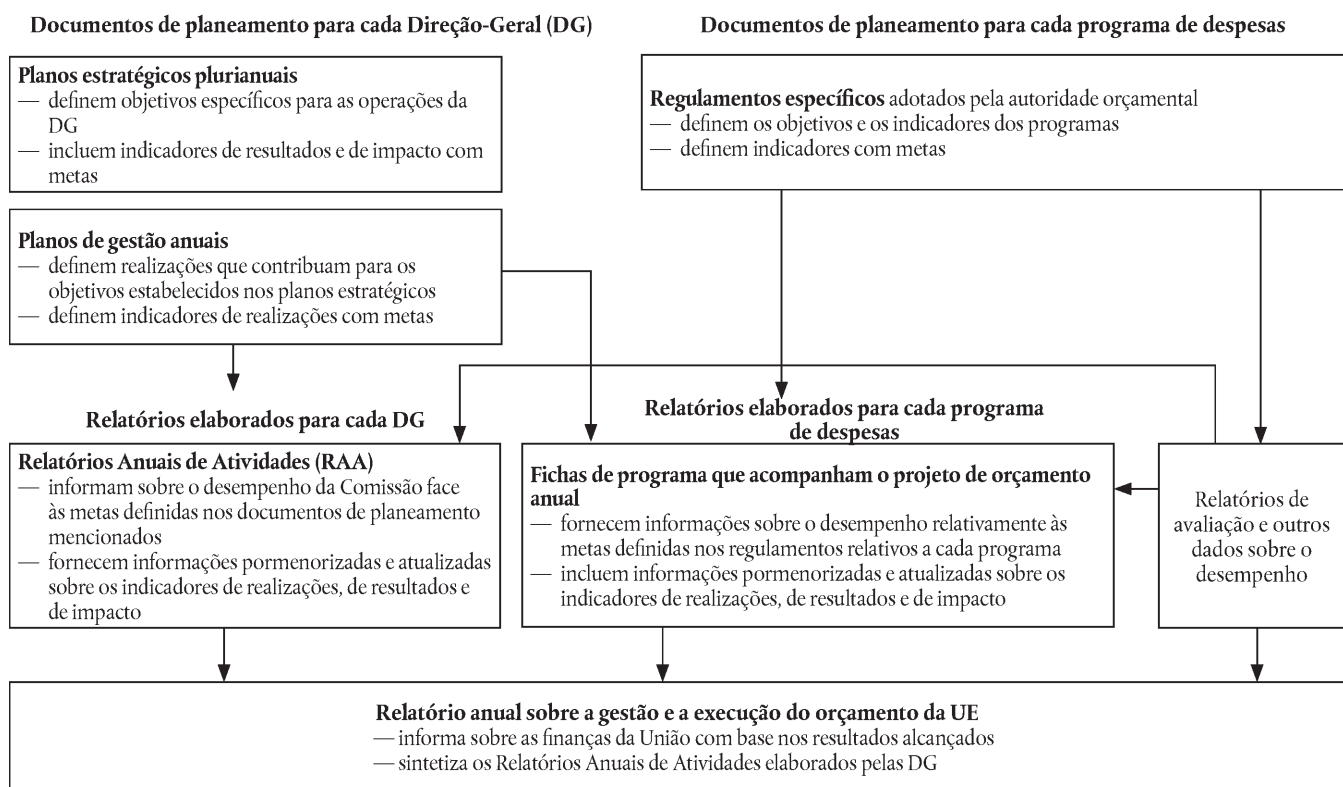 Documentos de planeamento para cada Direção-Geral (DG)
Planos estratégicos plurianuais
— definem objetivos específicos para as operações da
DG
— incluem indicadores de resultados e de impacto com
metas
Planos de gestão anuais
— definem realizações que contribuam para os
objetivos estabelecidos nos planos estratégicos
— definem indicadores de realizações com metas
Documentos de planeamento para cada programa de despesas
Regulamentos específicos adotados pela autoridade orçamental
— definem os objetivos e os indicadores dos programas
— definem indicadores com metas
Relatórios elaborados para cada DG
Relatórios Anuais de Atividades (RAA)
— informam sobre o desempenho da Comissão face
às metas definidas nos documentos de planeamento
mencionados
— fornecem informações pormenorizadas e atualizadas
sobre os indicadores de realizações, de resultados e
de impacto
Relatórios elaborados para cada programa
de despesas
Fichas de programa que acompanham o projeto de orçamento
anual
— fornecem informações sobre o desempenho relativamente às
metas definidas nos regulamentos relativos a cada programa
— incluem informações pormenorizadas e atualizadas sobre os
indicadores de realizações, de resultados e de impacto
Relatórios de
avaliação e outros
dados sobre o
desempenho
Relatório anual sobre a gestão e a execução do orçamento da UE
— informa sobre as finanças da União com base nos resultados alcançados
— sintetiza os Relatórios Anuais de Atividades elaborados pelas DG